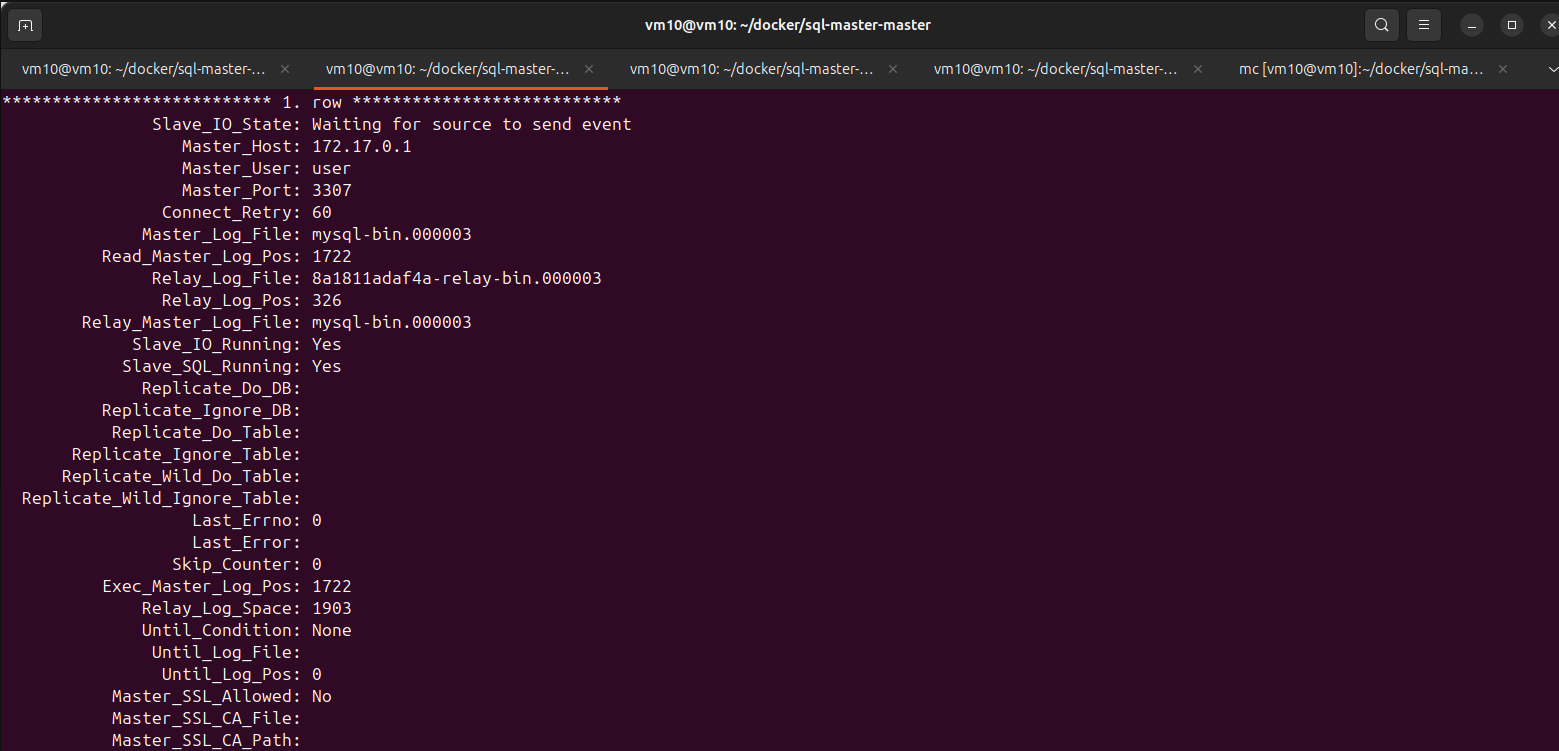 vm10@vm10: ~/docker/sql-master-master
vm10@vm10: ~/docker/sql-master-...
vm10@vm10: ~/docker/sql-master-...
vm10@vm10: ~/docker/sql-master-...
vm10@vm10: ~/docker/sql-master-...
mc [vm10@vm10]:~/docker/sql-ma...
*************************** 1. row ***************************
Slave_IO_State: Waiting for source to send event
Master_Host: 172.17.0.1
Master_User: user
Master_Port: 3307
Connect_Retry: 60
Master_Log_File: mysql-bin.000003
Read_Master_Log_Pos: 1722
Relay_Log_File: 8a1811adaf4a-relay-bin.000003
Relay_Log_Pos: 326
Relay_Master_Log_File: mysql-bin.000003
Slave_IO_Running: Yes
Slave_SQL_Running: Yes
Replicate_Do_DB:
Replicate_Ignore_DB:
Replicate_Do_Table:
Replicate_Ignore_Table:
Replicate_Wild_Do_Table:
Replicate_Wild_Ignore_Table:
Last_Errno: 0
Last_Error:
Skip_Counter: 0
Exec_Master_Log_Pos: 1722
Relay_Log_Space: 1903
Until_Condition: None
Until_Log_File:
Until_Log_Pos: 0
Master_SSL_Allowed: No
Master_SSL_CA_File:
Master_SSL_CA_Path: